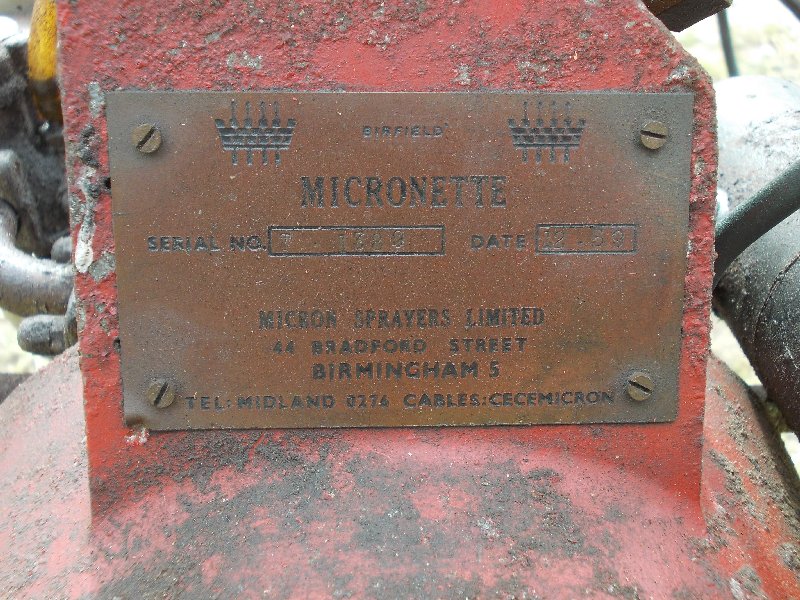 BIRFIELD
MICRONETTE
SERIAL NO.
DATE
MICRON SPRAYERS LIMITED
44 BRADFORD STREET
BIRMINGHAM 5
TEL: MIDLAND 0274 CABLES: CECEMICRON